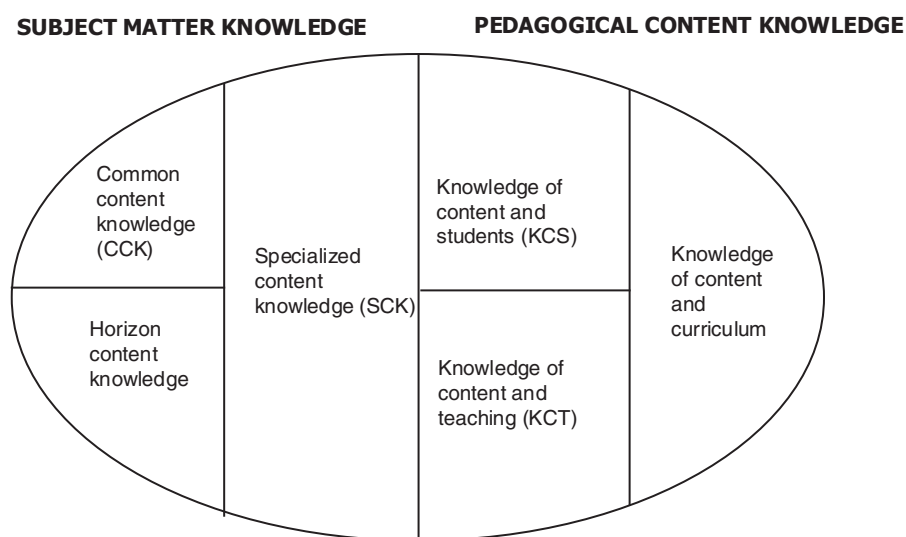 SUBJECT MATTER KNOWLEDGE
PEDAGOGICAL CONTENT KNOWLEDGE
Common
content
knowledge
(CCK)
Horizon
content
knowledge
Specialized
content
knowledge (SCK)
Knowledge of
content and
students (KCS)
Knowledge of
content and
teaching (KCT)
Knowledge
of content
and
curriculum